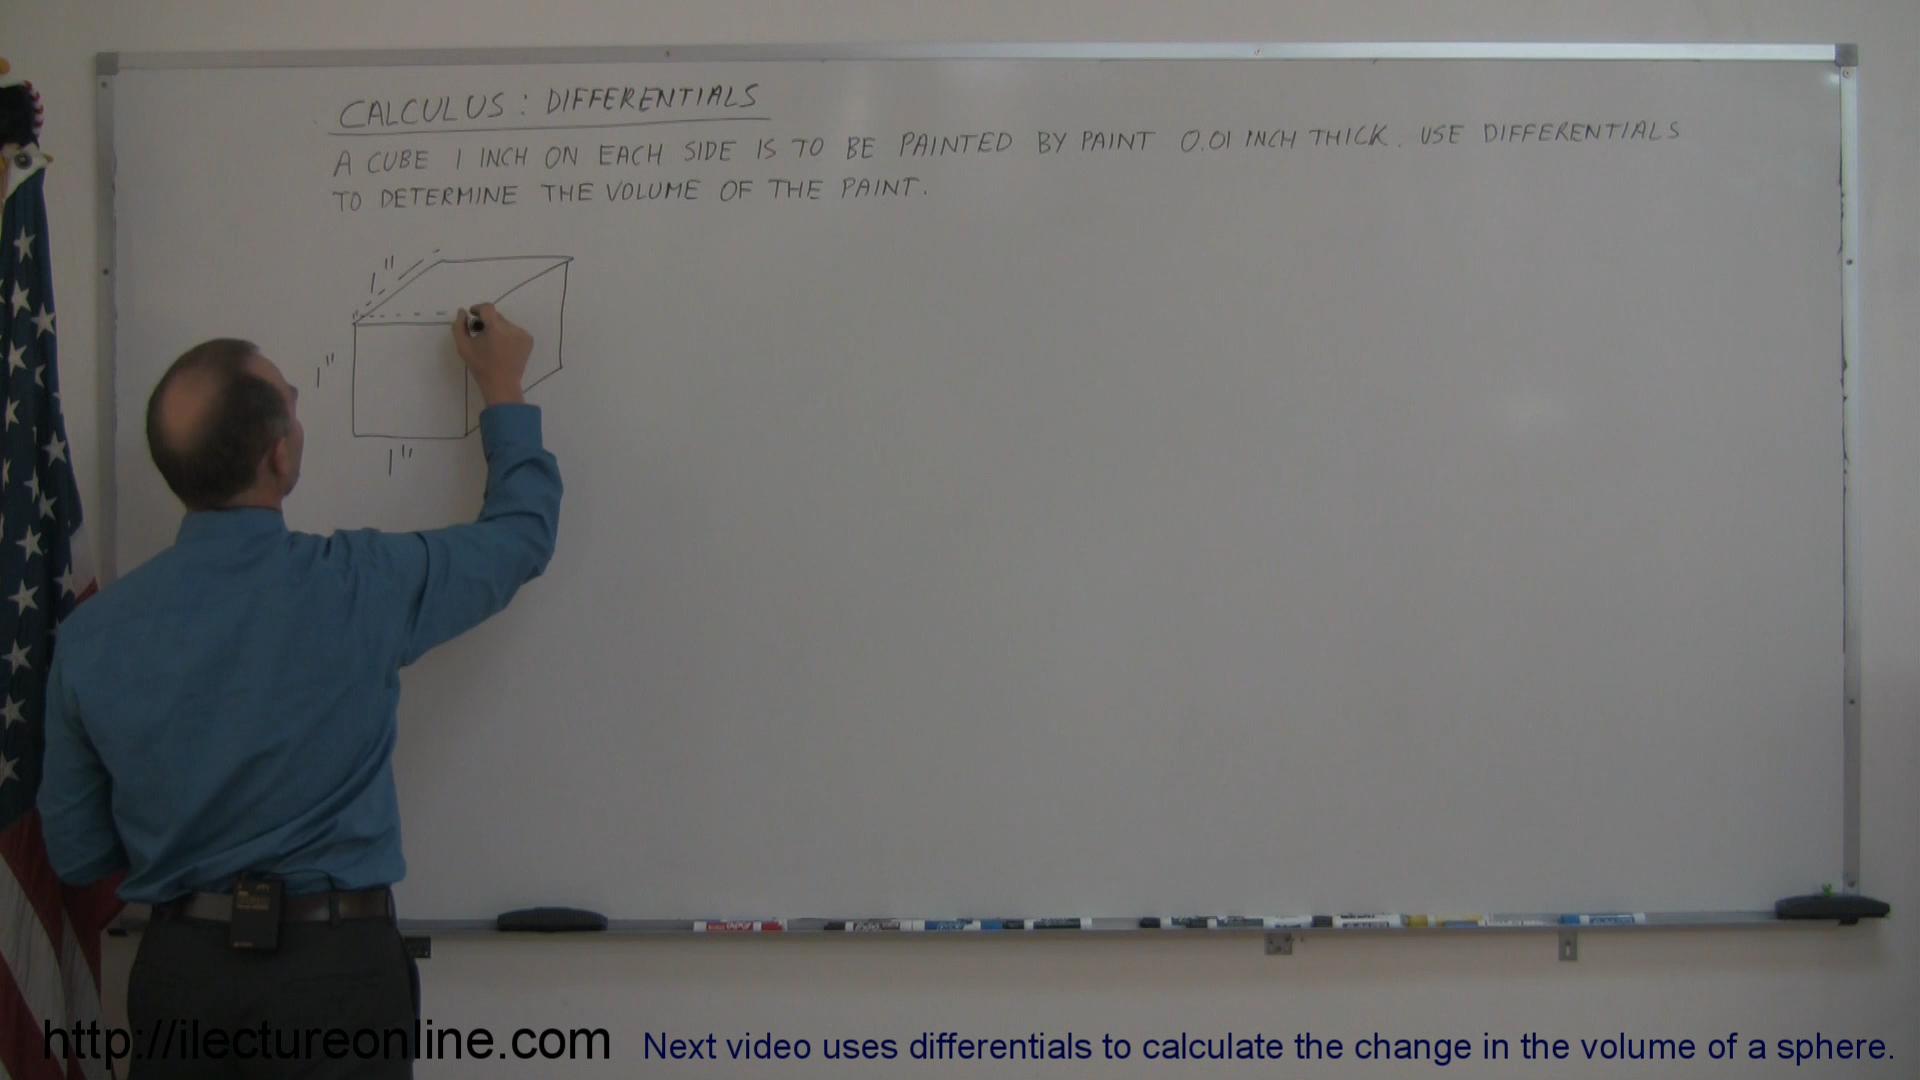 CALCULUS: DIFFERENTIALS
A CUBE 1 INCH ON EACH SIDE IS TO BE PAINTED BY PAINT 0.01 INCH THICK. USE DIFFERENTIALS
TO DETERMINE THE VOLUME OF THE PAINT.
1"
1"
1"
http://ilectureonline.com
Next video uses differentials to calculate the change in the volume of a sphere.